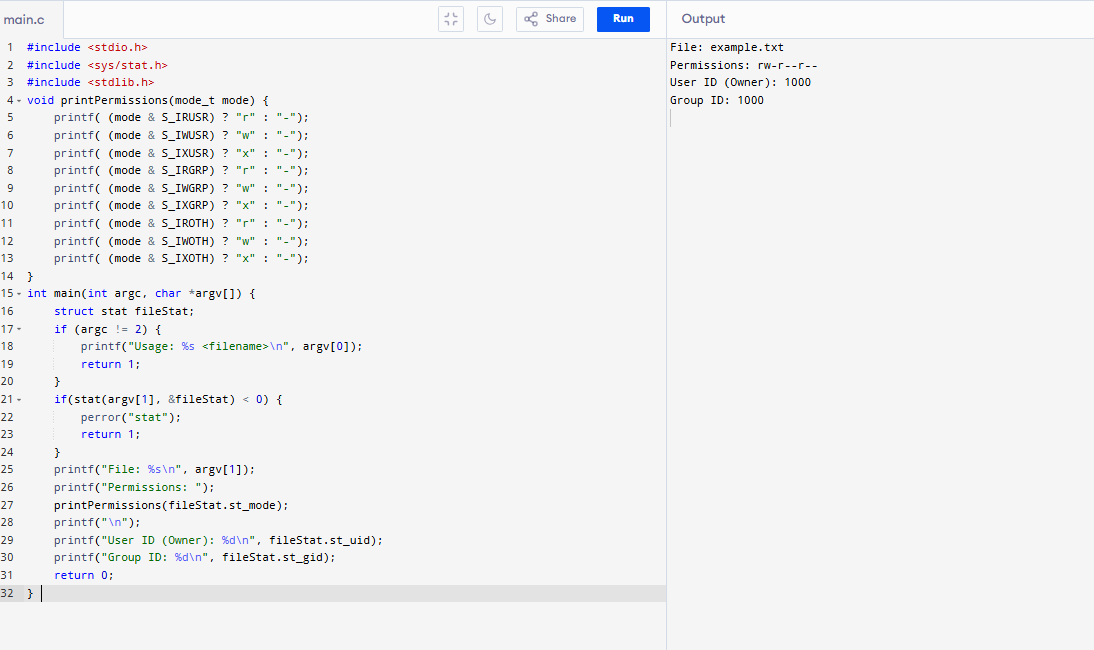 main.c
Share
Run
Output
1 #include <stdio.h>
2 #include <sys/stat.h>
3 #include <stdlib.h>
4 void printPermissions(mode_t mode) {
5     printf( (mode & S_IRUSR) ? "r" : "-");
6     printf( (mode & S_IWUSR) ? "w" : "-");
7     printf( (mode & S_IXUSR) ? "x" : "-");
8     printf( (mode & S_IRGRP) ? "r" : "-");
9     printf( (mode & S_IWGRP) ? "w" : "-");
10     printf( (mode & S_IXGRP) ? "x" : "-");
11     printf( (mode & S_IROTH) ? "r" : "-");
12     printf( (mode & S_IWOTH) ? "w" : "-");
13     printf( (mode & S_IXOTH) ? "x" : "-");
14 }
15 int main(int argc, char *argv[]) {
16     struct stat fileStat;
17     if (argc != 2) {
18         printf("Usage: %s <filename>\n", argv[0]);
19         return 1;
20     }
21     if(stat(argv[1], &fileStat) < 0) {
22         perror("stat");
23         return 1;
24     }
25     printf("File: %s\n", argv[1]);
26     printf("Permissions: ");
27     printPermissions(fileStat.st_mode);
28     printf("\n");
29     printf("User ID (Owner): %d\n", fileStat.st_uid);
30     printf("Group ID: %d\n", fileStat.st_gid);
31     return 0;
32 }
File: example.txt
Permissions: rw-r--r--
User ID (Owner): 1000
Group ID: 1000